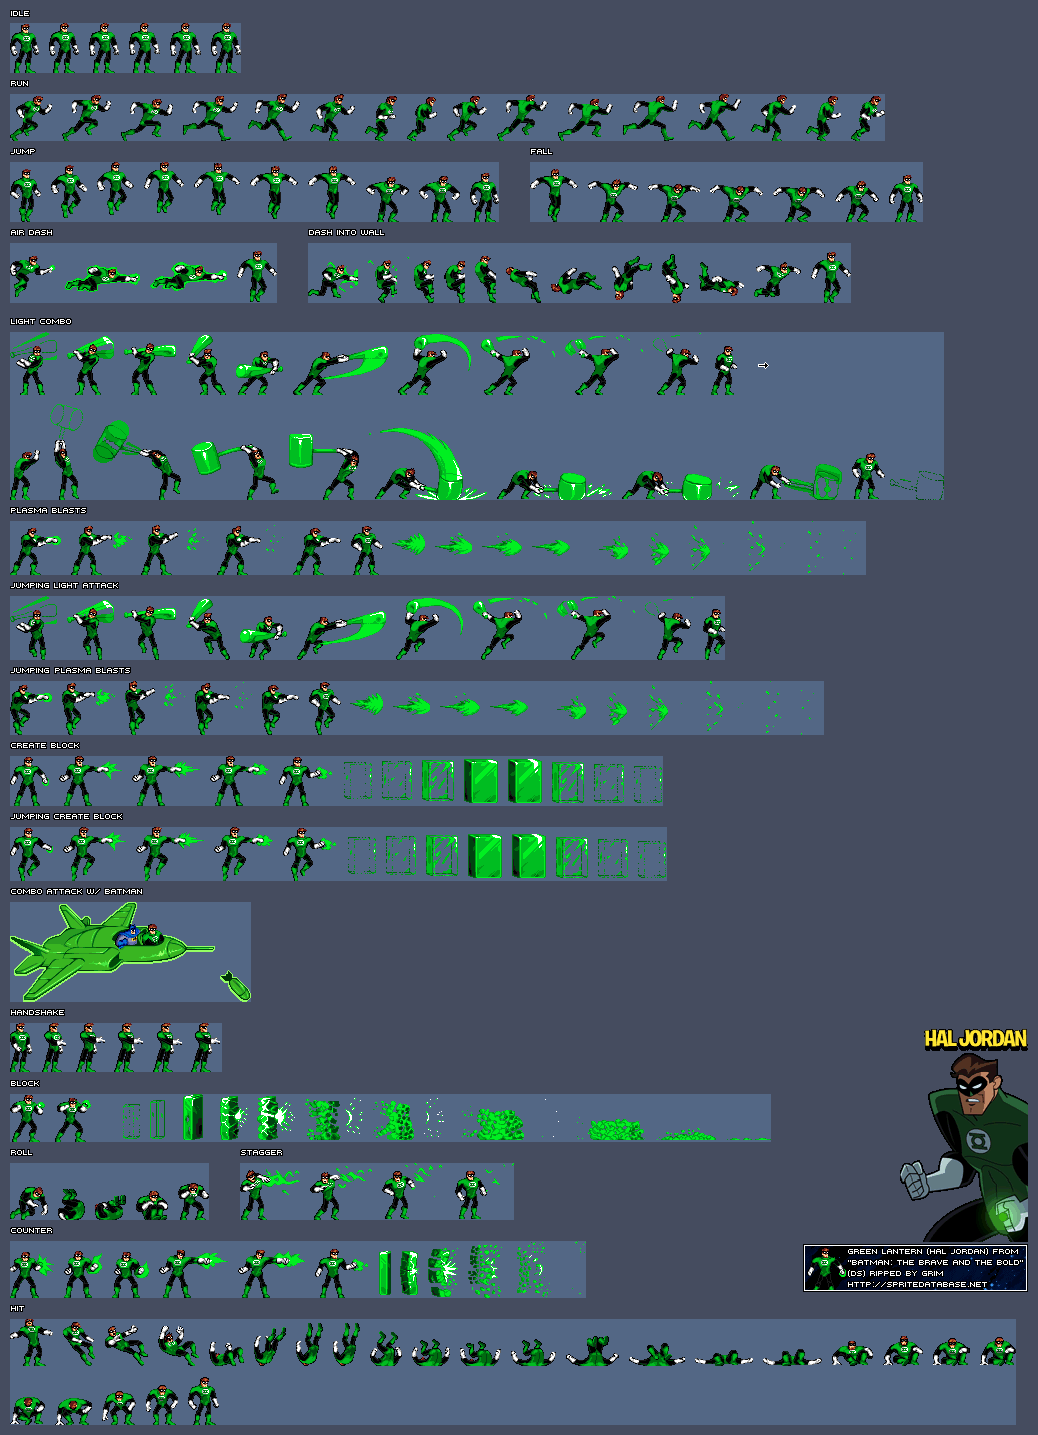 IDLE
RUN
JUMP
FALL
AIR DASH
DASH INTO WALL
LIGHT COMBO
PLASMA BLASTS
JUMPING LIGHT ATTACK
JUMPING PLASMA BLASTS
CREATE BLOCK
JUMPING CREATE BLOCK
COMBO ATTACK W/ BATMAN
HANDSHAKE
HAL JORDAN
BLOCK
ROLL
STAGGER
COUNTER
GREEN LANTERN (HAL JORDAN) FROM
"BATMAN: THE BRAVE AND THE BOLD"
(DS) RIPPED BY GRIM
HTTP://SPRITEDATABASE.NET
HIT